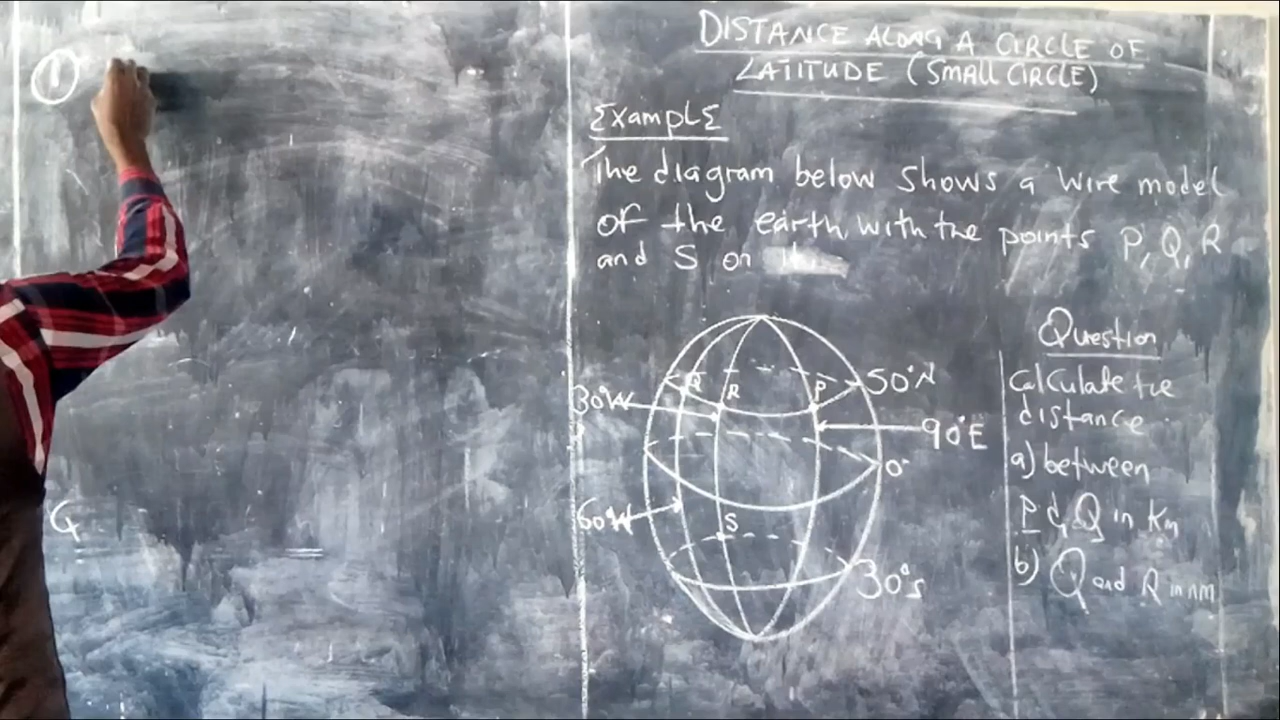 ①
DISTANCE ALONG A CIRCLE OF
LATITUDE (SMALL CIRCLE)
Example
The diagram below shows a wire model
of the earth with the points P, Q, R
and S on
Question
Calculate the
distance
a) between
P & Q in Km
b) Q and R in nm
Q R P 50°N
30°W
90°E
0°
60°W
S
30°S